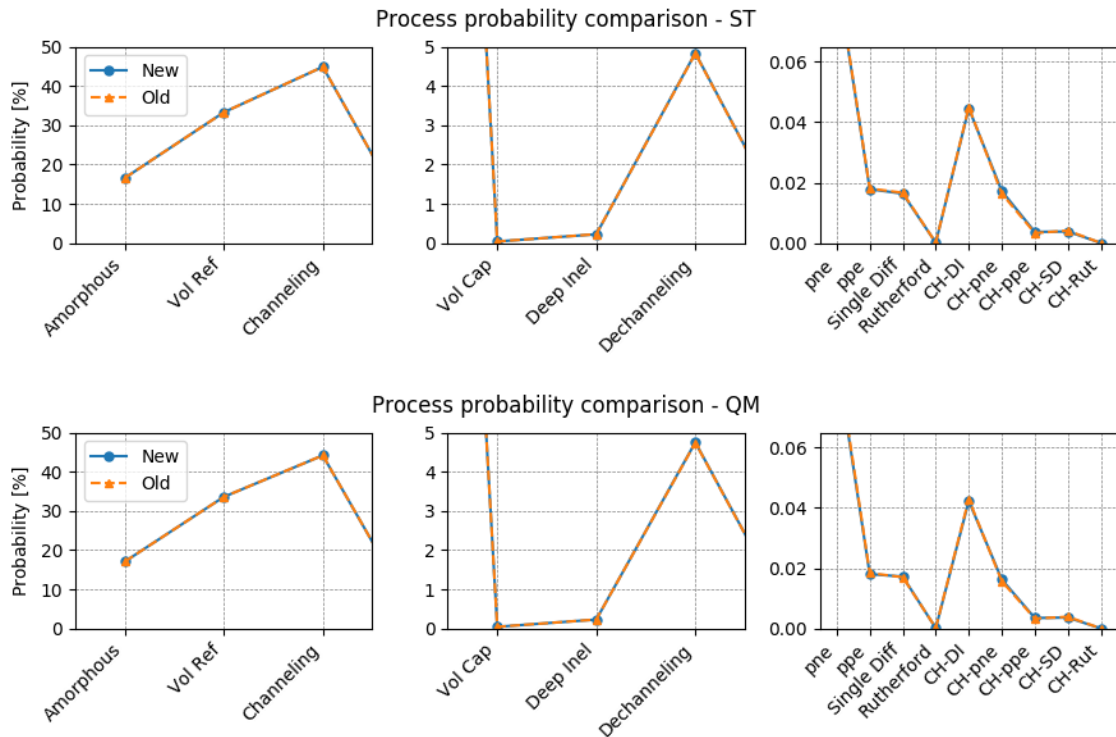 Process probability comparison - ST
Probability [%]
50
40
30
20
10
0
New
Old
Amorphous
Vol Ref
Channeling
5
4
3
2
1
0
Vol Cap
Deep Inel
Dechanneling
0.06
0.04
0.02
0.00
pne
ppe
Single Diff
Rutherford
CH-DI
CH-pne
CH-ppe
CH-SD
CH-Rut
Process probability comparison - QM
Probability [%]
50
40
30
20
10
0
New
Old
Amorphous
Vol Ref
Channeling
5
4
3
2
1
0
Vol Cap
Deep Inel
Dechanneling
0.06
0.04
0.02
0.00
pne
ppe
Single Diff
Rutherford
CH-DI
CH-pne
CH-ppe
CH-SD
CH-Rut